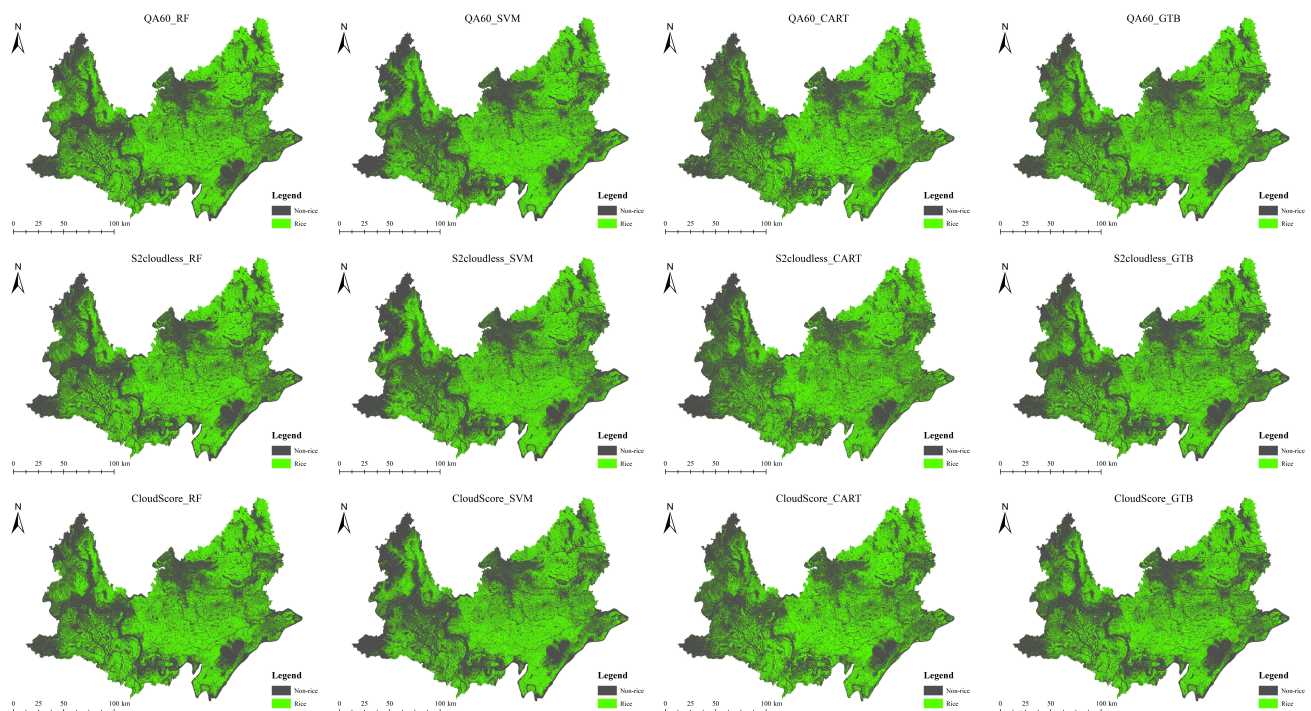 QA60_RF
QA60_SVM
QA60_CART
QA60_GTB
N
N
N
N
Legend
Non-rice
Rice
Legend
Non-rice
Rice
Legend
Non-rice
Rice
Legend
Non-rice
Rice
0 25 50 100 km
0 25 50 100 km
0 25 50 100 km
0 25 50 100 km
S2cloudless_RF
S2cloudless_SVM
S2cloudless_CART
S2cloudless_GTB
N
N
N
N
Legend
Non-rice
Rice
Legend
Non-rice
Rice
Legend
Non-rice
Rice
Legend
Non-rice
Rice
0 25 50 100 km
0 25 50 100 km
0 25 50 100 km
0 25 50 100 km
CloudScore_RF
CloudScore_SVM
CloudScore_CART
CloudScore_GTB
N
N
N
N
Legend
Non-rice
Rice
Legend
Non-rice
Rice
Legend
Non-rice
Rice
Legend
Non-rice
Rice
0 25 50 100 km
0 25 50 100 km
0 25 50 100 km
0 25 50 100 km